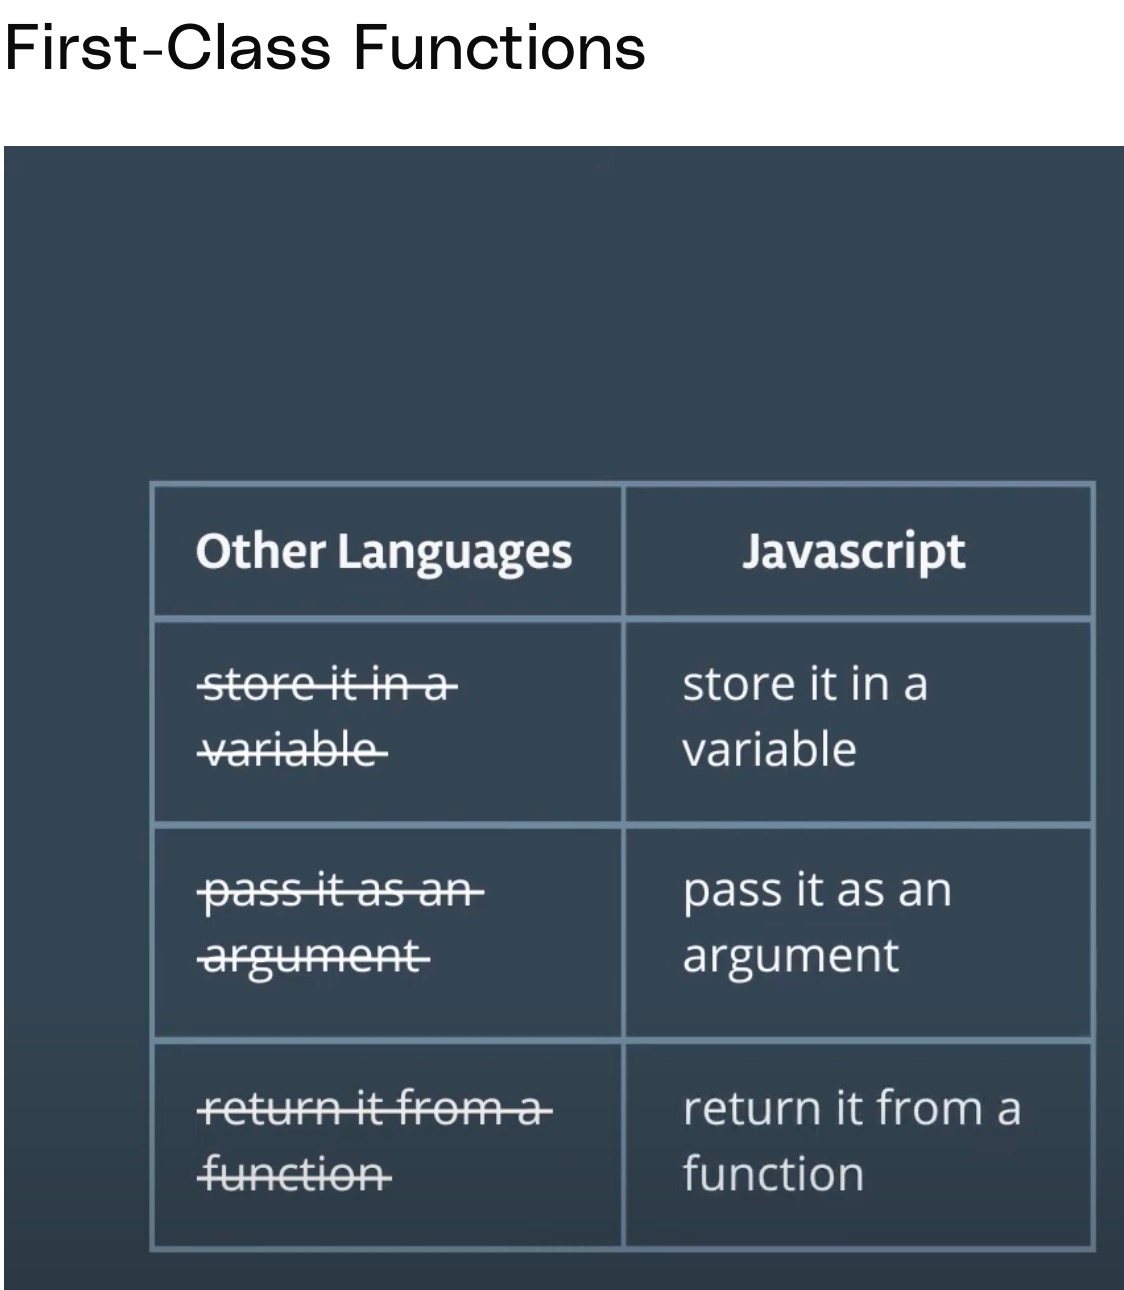 First-Class Functions
Other Languages
Javascript
store it in a
variable
store it in a
variable
pass it as an
argument
pass it as an
argument
return it from a
function
return it from a
function